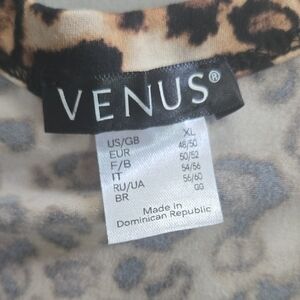 VENUS®
US/GB XL
EUR 48/50
F/B 50/52
IT 54/56
RU/UA 56/60
BR GG
Made in
Dominican Republic